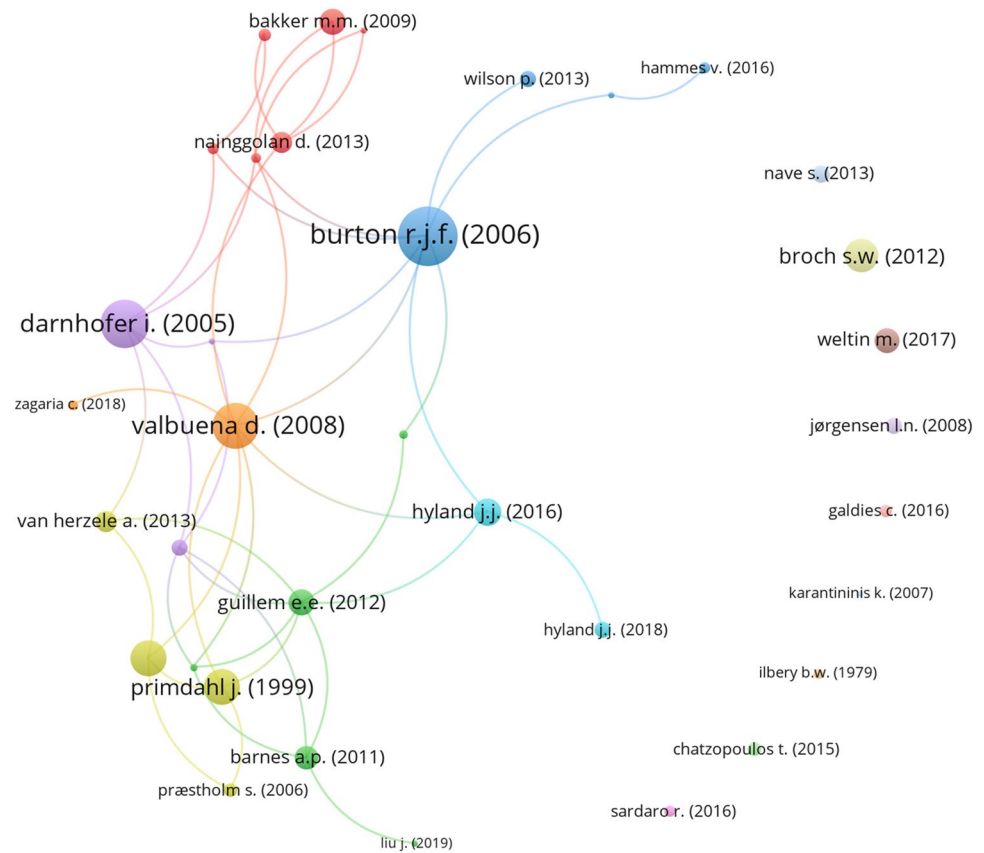 bakker m.m. (2009)
wilson p. (2013)
hammes v. (2016)
nainggolan d. (2013)
nave s. (2013)
burton r.j.f. (2006)
broch s.w. (2012)
darnhofer i. (2005)
weltin m. (2017)
zagaria c. (2018)
valbuena d. (2008)
jørgensen l.n. (2008)
van herzele a. (2013)
hyland j.j. (2016)
galdies c. (2016)
karantininis k. (2007)
guillem e.e. (2012)
hyland j.j. (2018)
ilbery b.w. (1979)
primdahl j. (1999)
chatzopoulos t. (2015)
barnes a.p. (2011)
præstholm s. (2006)
sardaro r. (2016)
liu j. (2019)